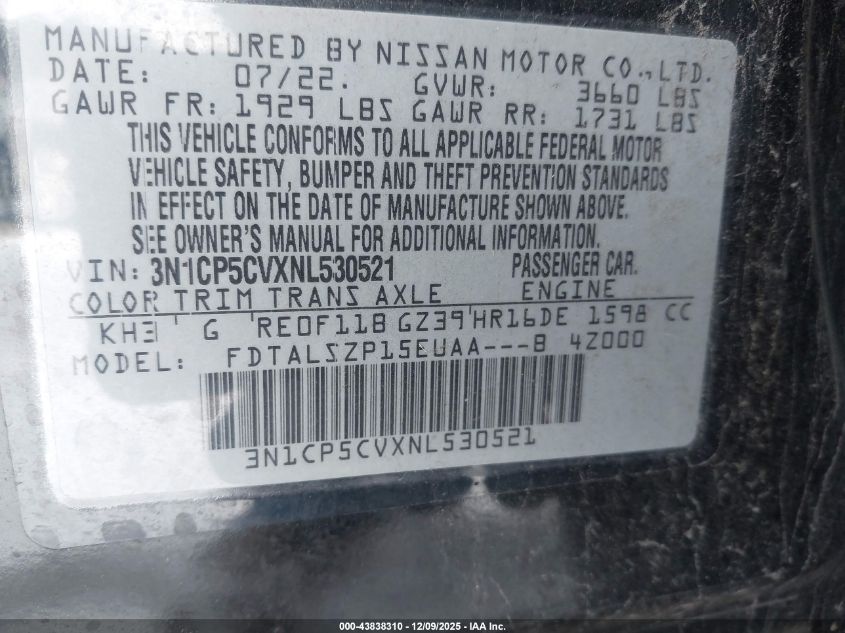 MANUFACTURED BY NISSAN MOTOR CO.,LTD.
DATE: 07/22. GVWR: 3660 LBS
GAWR FR: 1929 LBS GAWR RR: 1731 LBS
THIS VEHICLE CONFORMS TO ALL APPLICABLE FEDERAL MOTOR
VEHICLE SAFETY, BUMPER AND THEFT PREVENTION STANDARDS
IN EFFECT ON THE DATE OF MANUFACTURE SHOWN ABOVE.
SEE OWNER'S MANUAL FOR ADDITIONAL INFORMATION.
VIN: 3N1CP5CVXNL530521 PASSENGER CAR.
COLOR TRIM TRANS AXLE ENGINE
KH3 G RE0F11B GZ39 HR16DE 1598 CC
MODEL: FDTALSZP15EUAA---B 4Z000
3N1CP5CVXNL530521
000-43838310 | 12/09/2025 - IAA Inc.